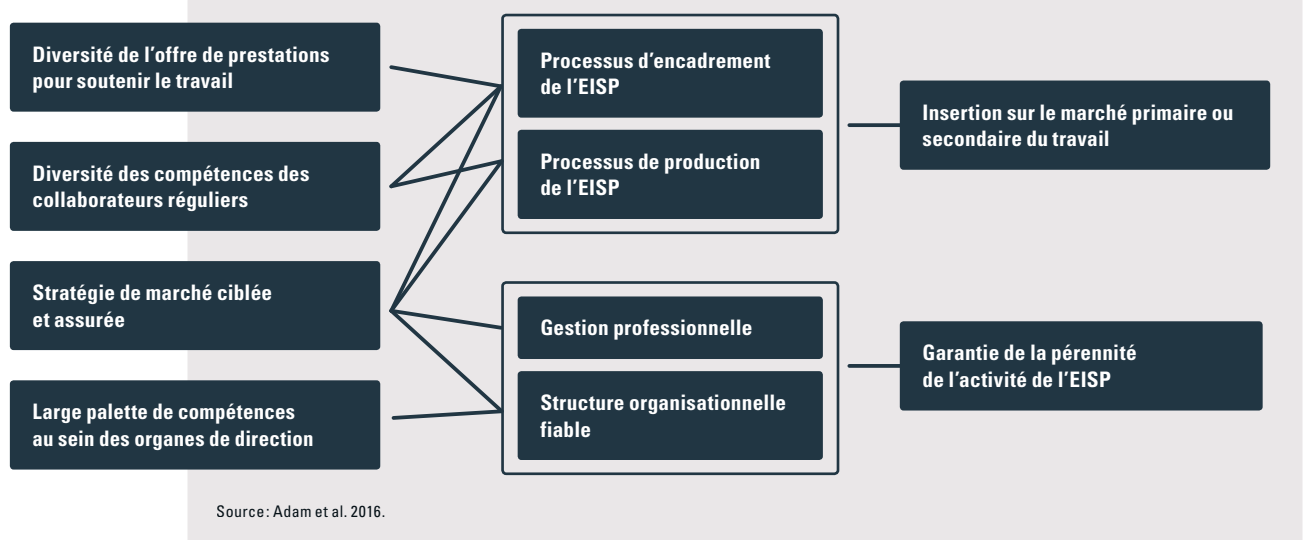 Diversité de l'offre de prestations
pour soutenir le travail
Diversité des compétences des
collaborateurs réguliers
Stratégie de marché ciblée
et assurée
Large palette de compétences
au sein des organes de direction
Processus d'encadrement
de l'EISP
Processus de production
de l'EISP
Gestion professionnelle
Structure organisationnelle
fiable
Insertion sur le marché primaire ou
secondaire du travail
Garantie de la pérennité
de l'activité de l'EISP
Source: Adam et al. 2016.